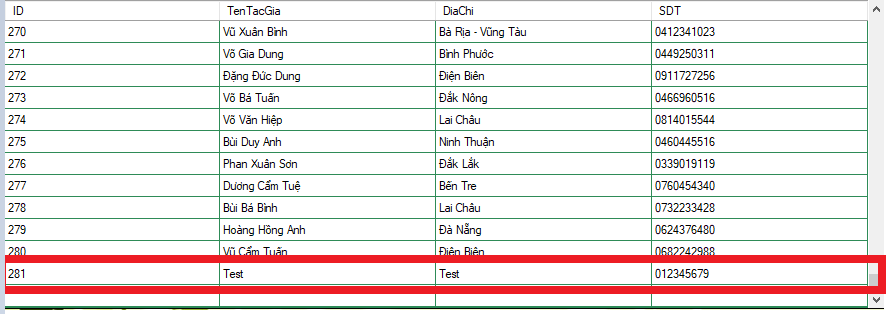 ID TenTacGia DiaChi SDT
270 Vũ Xuân Bình Bà Rịa - Vũng Tàu 0412341023
271 Võ Gia Dung Bình Phước 0449250311
272 Đặng Đức Dung Điện Biên 0911727256
273 Võ Bá Tuấn Đắk Nông 0466960516
274 Võ Văn Hiệp Lai Châu 0814015544
275 Bùi Duy Anh Ninh Thuận 0460445516
276 Phan Xuân Sơn Đắk Lắk 0339019119
277 Dương Cẩm Tuệ Bến Tre 0760454340
278 Bùi Bá Bình Lai Châu 0732233428
279 Hoàng Hồng Anh Đà Nẵng 0624376480
280 Vũ Cẩm Tuấn Điện Biên 0682242988
281 Test Test 012345679